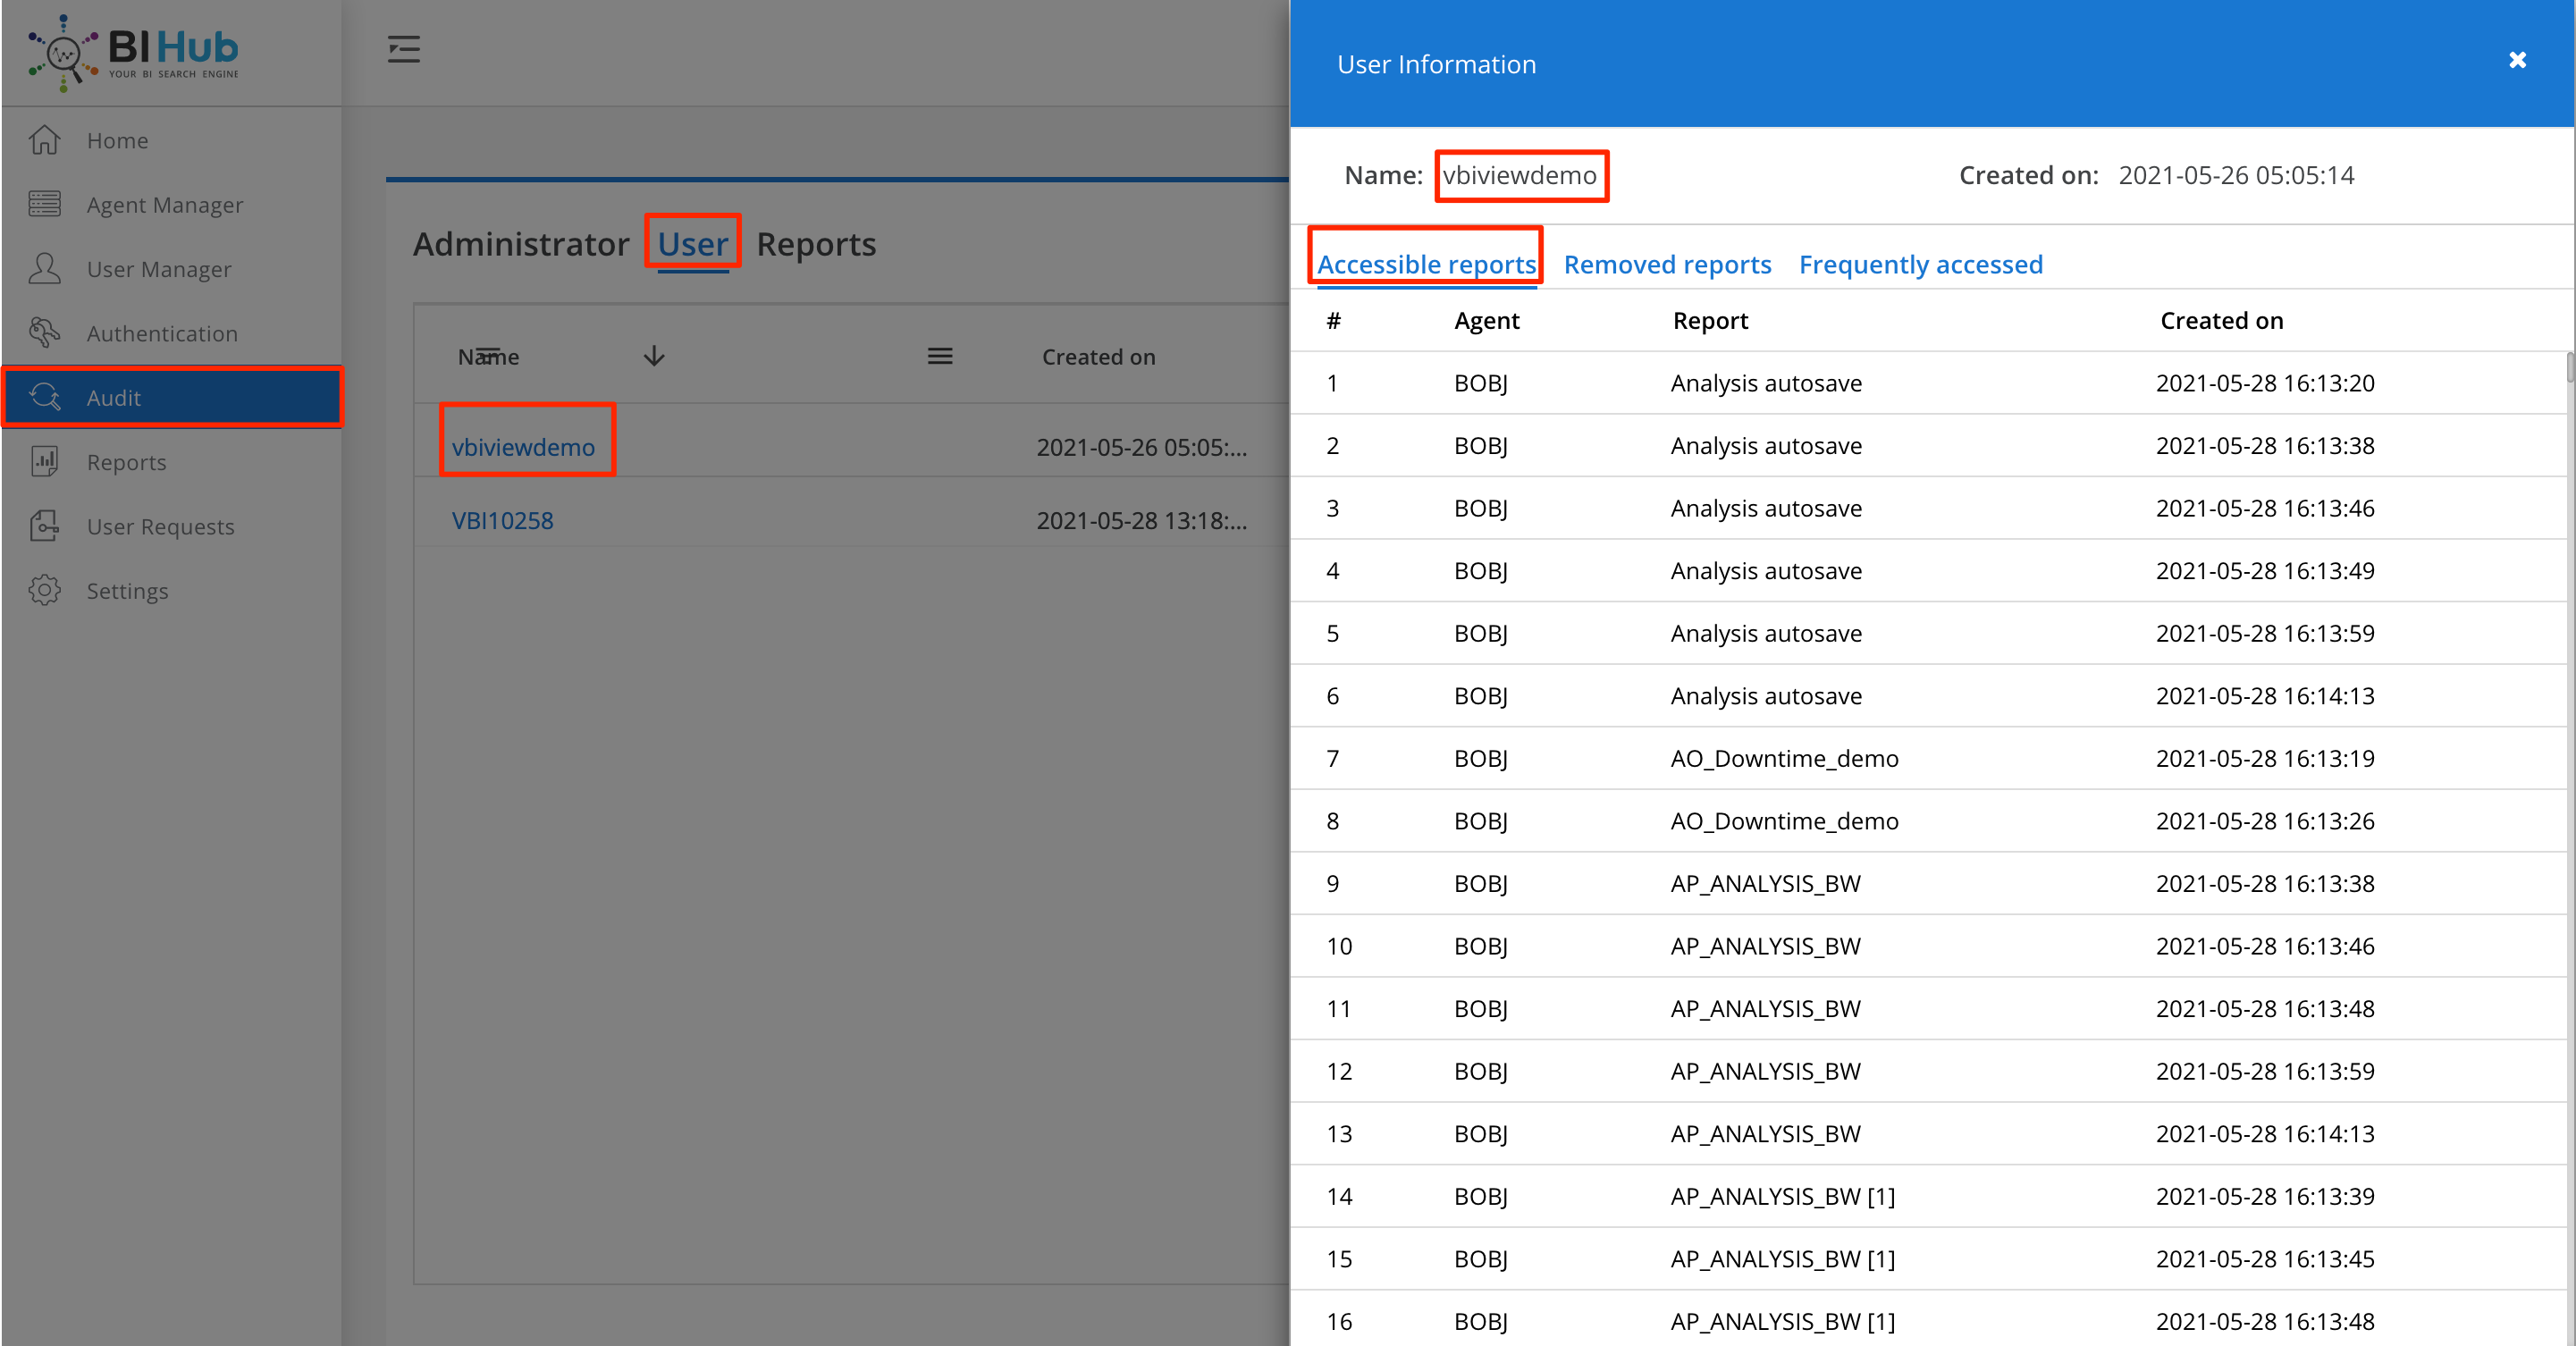 BI Hub
YOUR BI SEARCH ENGINE
Home
Agent Manager
User Manager
Authentication
Audit
Reports
User Requests
Settings
Administrator User Reports
Name Created on
vbiviewdemo 2021-05-26 05:05:...
VBI10258 2021-05-28 13:18:...
User Information
Name: vbiviewdemo Created on: 2021-05-26 05:05:14
Accessible reports Removed reports Frequently accessed
# Agent Report Created on
1 BOBJ Analysis autosave 2021-05-28 16:13:20
2 BOBJ Analysis autosave 2021-05-28 16:13:38
3 BOBJ Analysis autosave 2021-05-28 16:13:46
4 BOBJ Analysis autosave 2021-05-28 16:13:49
5 BOBJ Analysis autosave 2021-05-28 16:13:59
6 BOBJ Analysis autosave 2021-05-28 16:14:13
7 BOBJ AO_Downtime_demo 2021-05-28 16:13:19
8 BOBJ AO_Downtime_demo 2021-05-28 16:13:26
9 BOBJ AP_ANALYSIS_BW 2021-05-28 16:13:38
10 BOBJ AP_ANALYSIS_BW 2021-05-28 16:13:46
11 BOBJ AP_ANALYSIS_BW 2021-05-28 16:13:48
12 BOBJ AP_ANALYSIS_BW 2021-05-28 16:13:59
13 BOBJ AP_ANALYSIS_BW 2021-05-28 16:14:13
14 BOBJ AP_ANALYSIS_BW [1] 2021-05-28 16:13:39
15 BOBJ AP_ANALYSIS_BW [1] 2021-05-28 16:13:45
16 BOBJ AP_ANALYSIS_BW [1] 2021-05-28 16:13:48